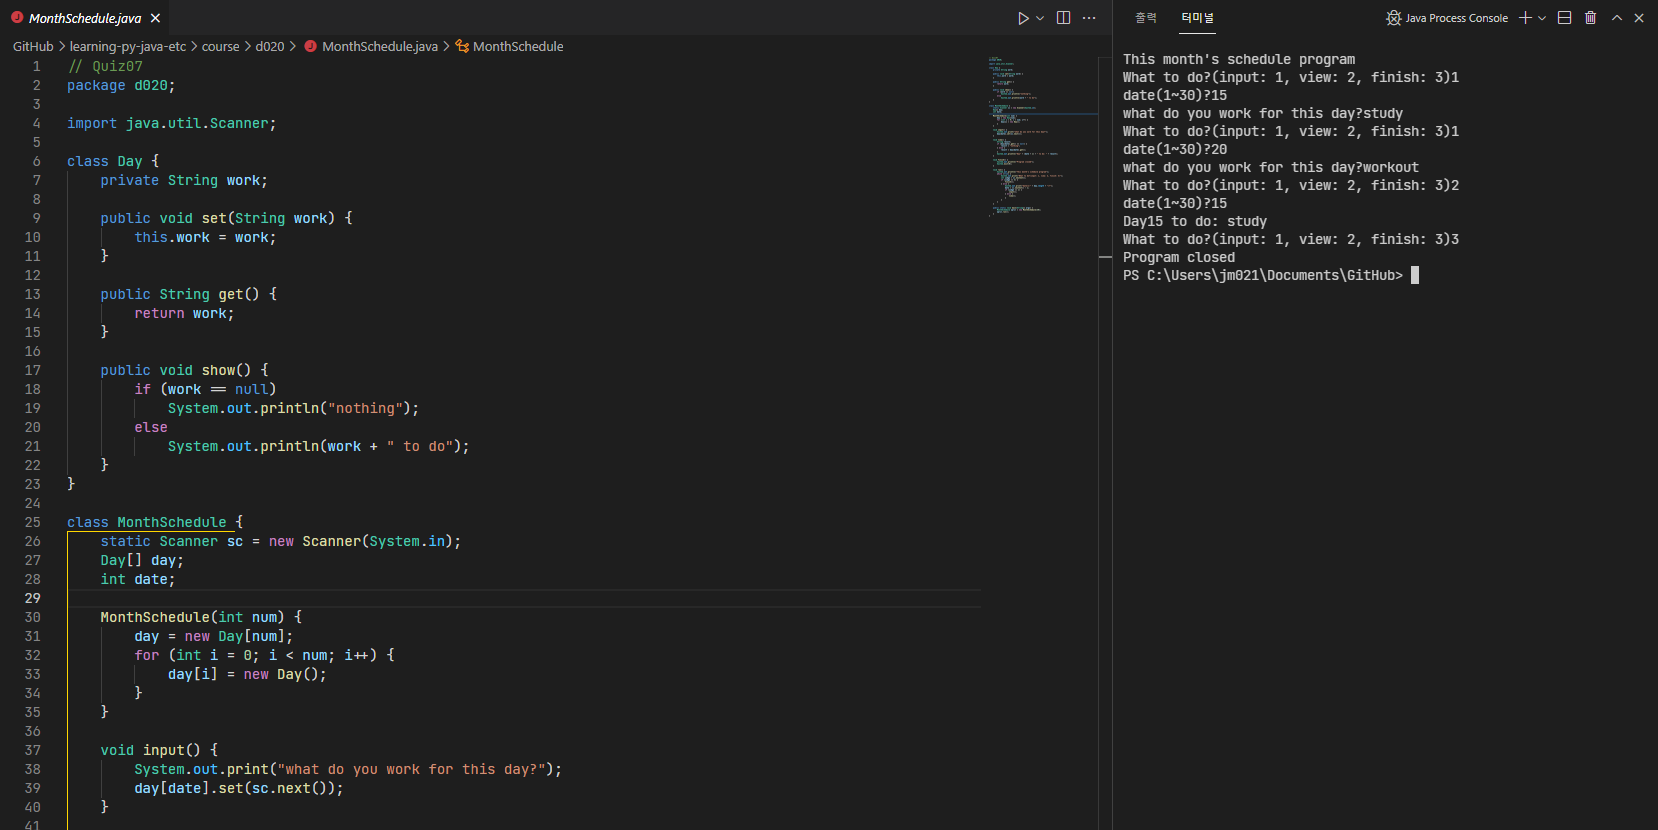 MonthSchedule.java
GitHub > learning-py-java-etc > course > d020 > MonthSchedule.java > MonthSchedule
1 // Quiz07
2 package d020;
3
4 import java.util.Scanner;
5
6 class Day {
7 private String work;
8
9 public void set(String work) {
10 this.work = work;
11 }
12
13 public String get() {
14 return work;
15 }
16
17 public void show() {
18 if (work == null)
19 System.out.println("nothing");
20 else
21 System.out.println(work + " to do");
22 }
23 }
24
25 class MonthSchedule {
26 static Scanner sc = new Scanner(System.in);
27 Day[] day;
28 int date;
29
30 MonthSchedule(int num) {
31 day = new Day[num];
32 for (int i = 0; i < num; i++) {
33 day[i] = new Day();
34 }
35 }
36
37 void input() {
38 System.out.print("what do you work for this day?");
39 day[date].set(sc.next());
40 }
41
출력 터미널 Java Process Console
This month's schedule program
What to do?(input: 1, view: 2, finish: 3)1
date(1~30)?15
what do you work for this day?study
What to do?(input: 1, view: 2, finish: 3)1
date(1~30)?20
what do you work for this day?workout
What to do?(input: 1, view: 2, finish: 3)2
date(1~30)?15
Day15 to do: study
What to do?(input: 1, view: 2, finish: 3)3
Program closed
PS C:\Users\jm021\Documents\GitHub>